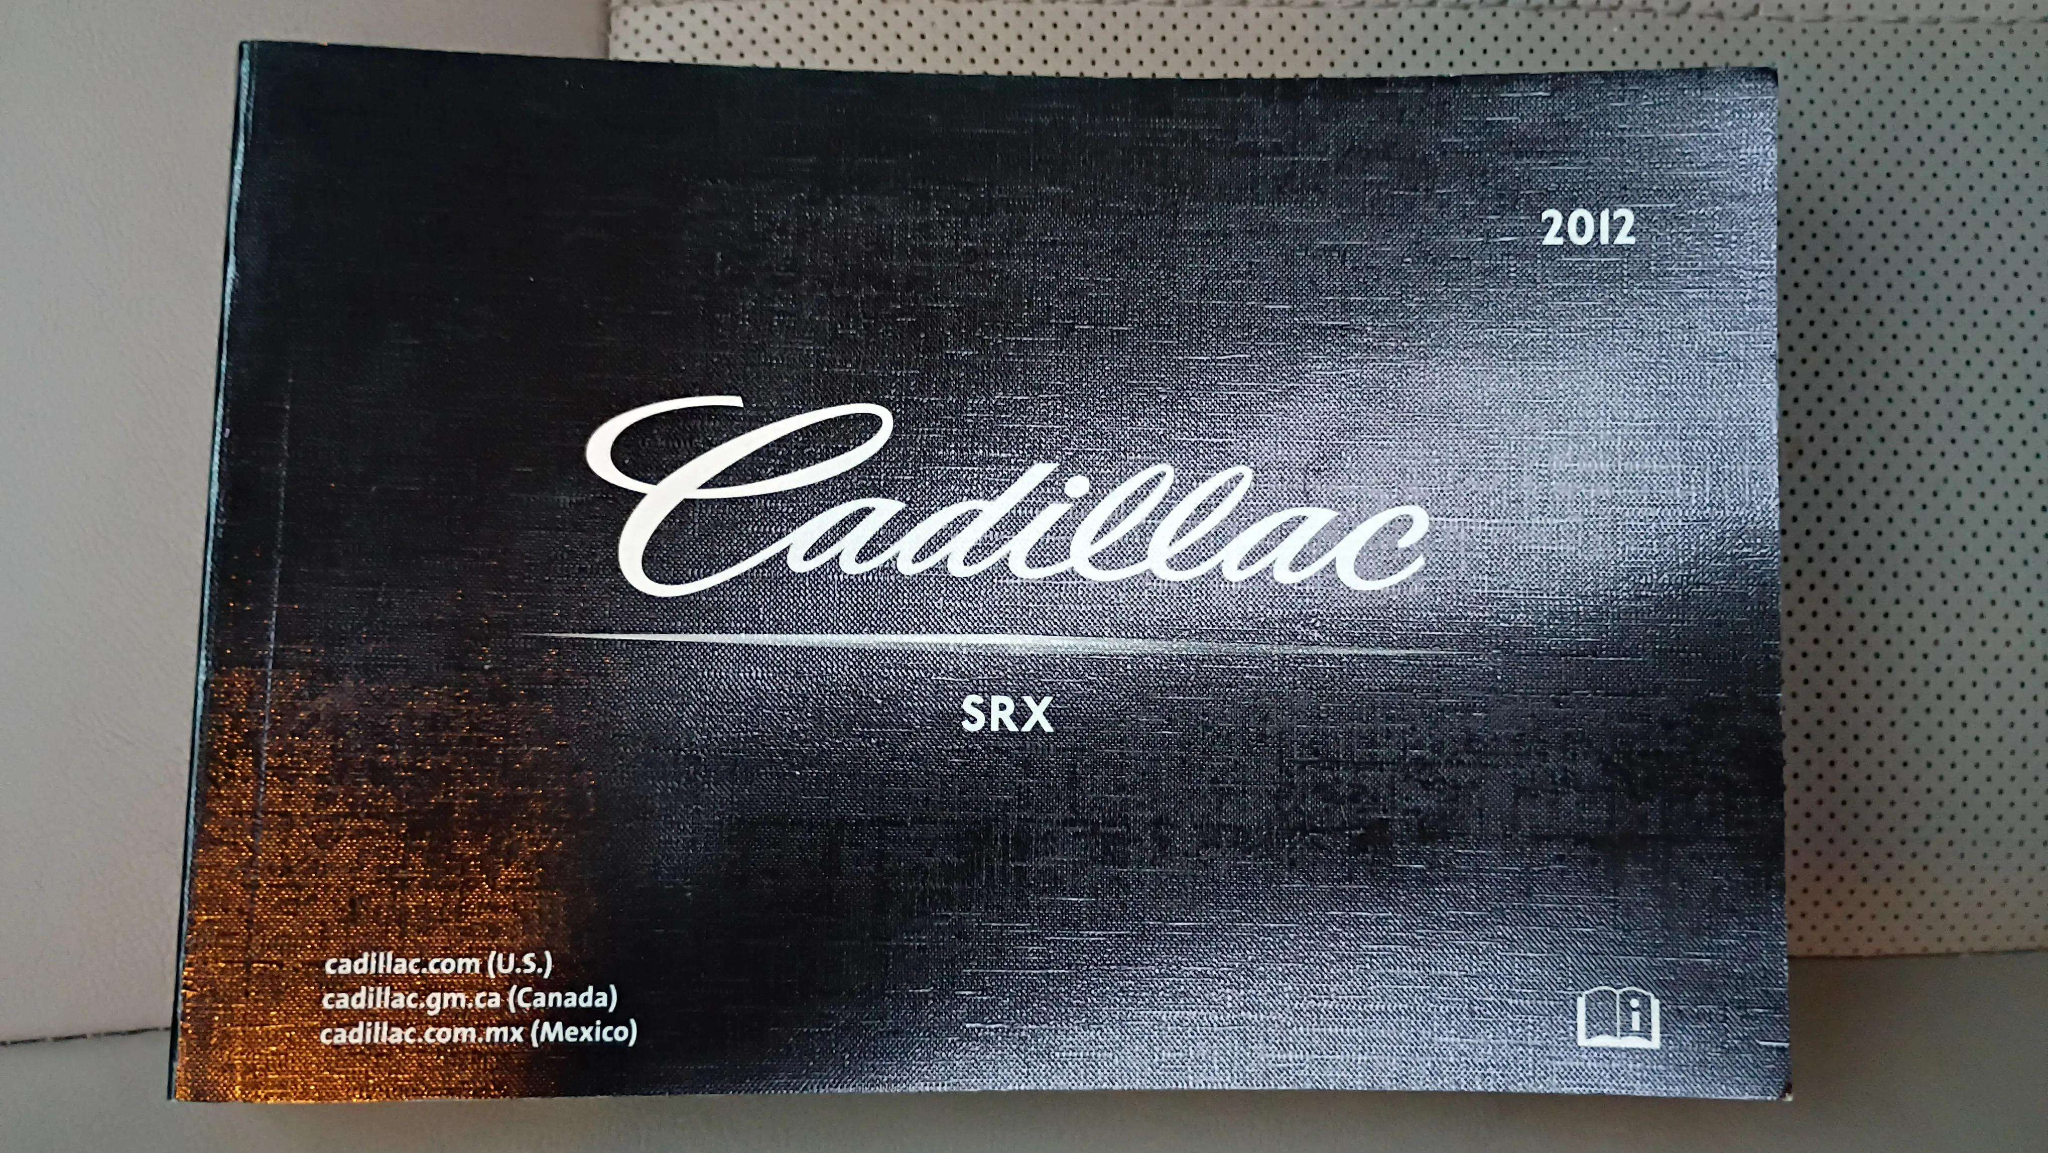 2012
Cadillac
SRX
cadillac.com (U.S.)
cadillac.gm.ca (Canada)
cadillac.com.mx (Mexico)
i